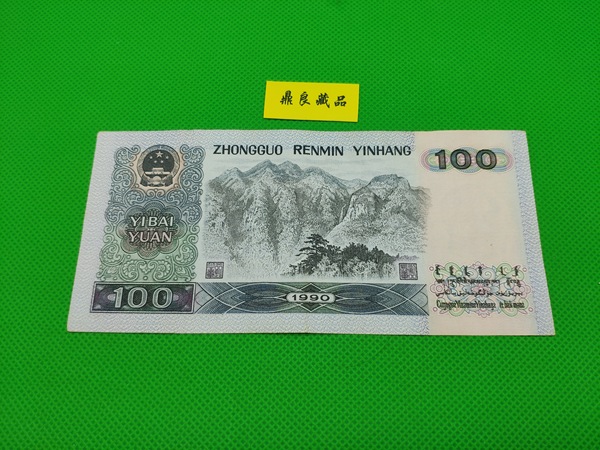 鼎良藏品
ZHONGGUO RENMIN YINHANG
100
YIBAI
YUAN
100
1990